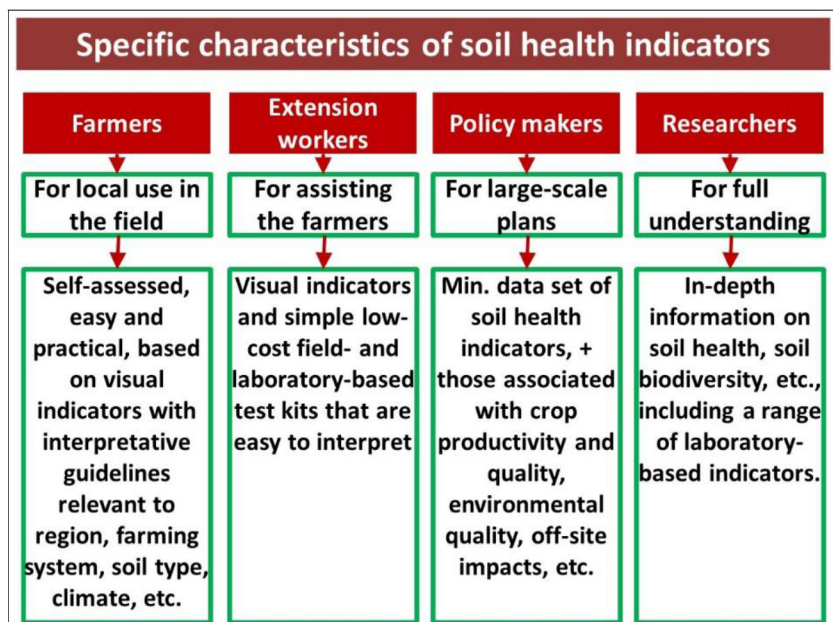 Specific characteristics of soil health indicators
Farmers
For local use in
the field
Self-assessed,
easy and
practical, based
on visual
indicators with
interpretative
guidelines
relevant to
region, farming
system, soil type,
climate, etc.
Extension
workers
For assisting
the farmers
Visual indicators
and simple low-
cost field- and
laboratory-based
test kits that are
easy to interpret
Policy makers
For large-scale
plans
Min. data set of
soil health
indicators, +
those associated
with crop
productivity and
quality,
environmental
quality, off-site
impacts, etc.
Researchers
For full
understanding
In-depth
information on
soil health, soil
biodiversity, etc.,
including a range
of laboratory-
based indicators.